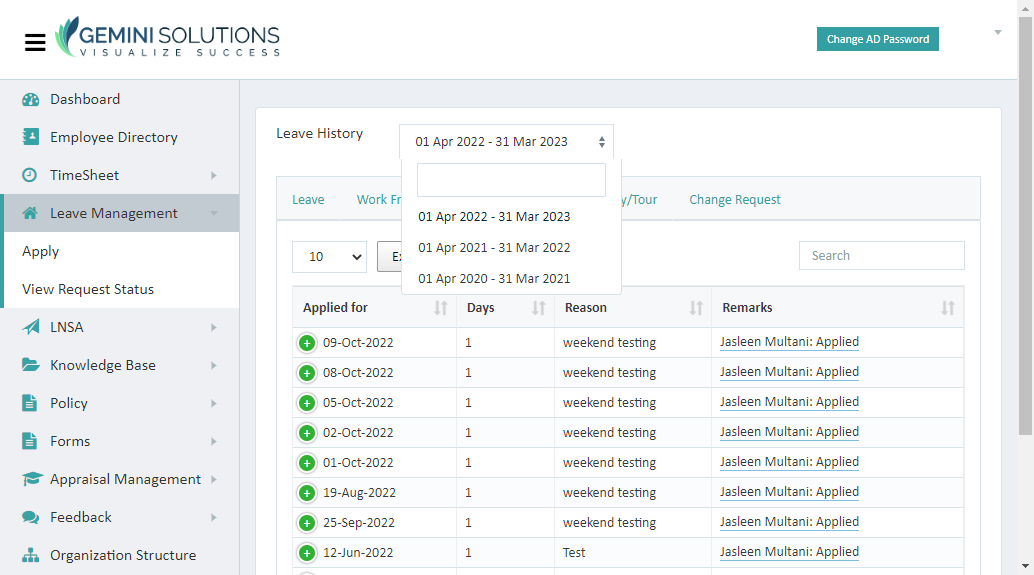 GEMINI SOLUTIONS
VISUALIZE SUCCESS
Change AD Password
Dashboard
Employee Directory
TimeSheet
Leave Management
Apply
View Request Status
LNSA
Knowledge Base
Policy
Forms
Appraisal Management
Feedback
Organization Structure
Leave History
01 Apr 2022 - 31 Mar 2023
01 Apr 2022 - 31 Mar 2023
01 Apr 2021 - 31 Mar 2022
01 Apr 2020 - 31 Mar 2021
Leave Work Fr y/Tour Change Request
10 Ex Search
Applied for Days Reason Remarks
09-Oct-2022 1 weekend testing Jasleen Multani: Applied
08-Oct-2022 1 weekend testing Jasleen Multani: Applied
05-Oct-2022 1 weekend testing Jasleen Multani: Applied
02-Oct-2022 1 weekend testing Jasleen Multani: Applied
01-Oct-2022 1 weekend testing Jasleen Multani: Applied
19-Aug-2022 1 weekend testing Jasleen Multani: Applied
25-Sep-2022 1 weekend testing Jasleen Multani: Applied
12-Jun-2022 1 Test Jasleen Multani: Applied